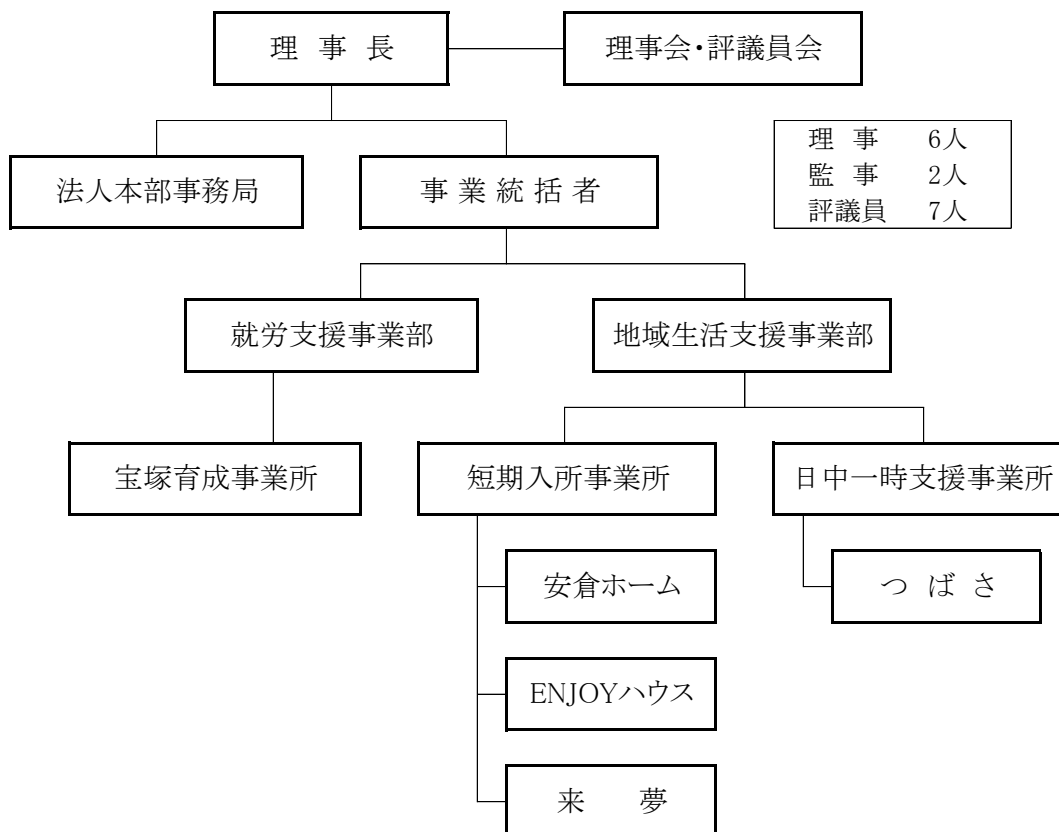 理 事 長
理事会・評議員会
理 事 6人
監 事 2人
評議員 7人
法人本部事務局
事 業 統 括 者
就労支援事業部
地域生活支援事業部
宝塚育成事業所
短期入所事業所
日中一時支援事業所
安倉ホーム
つ ば さ
ENJOYハウス
来 夢